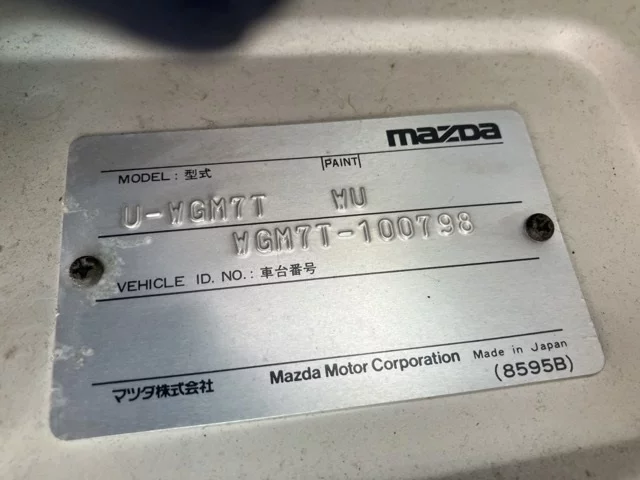 mazda
MODEL : 型式
PAINT
U-WGM7T WU
WGM7T-100798
VEHICLE ID. NO. : 車台番号
マツダ株式会社 Mazda Motor Corporation Made in Japan
(8595B)